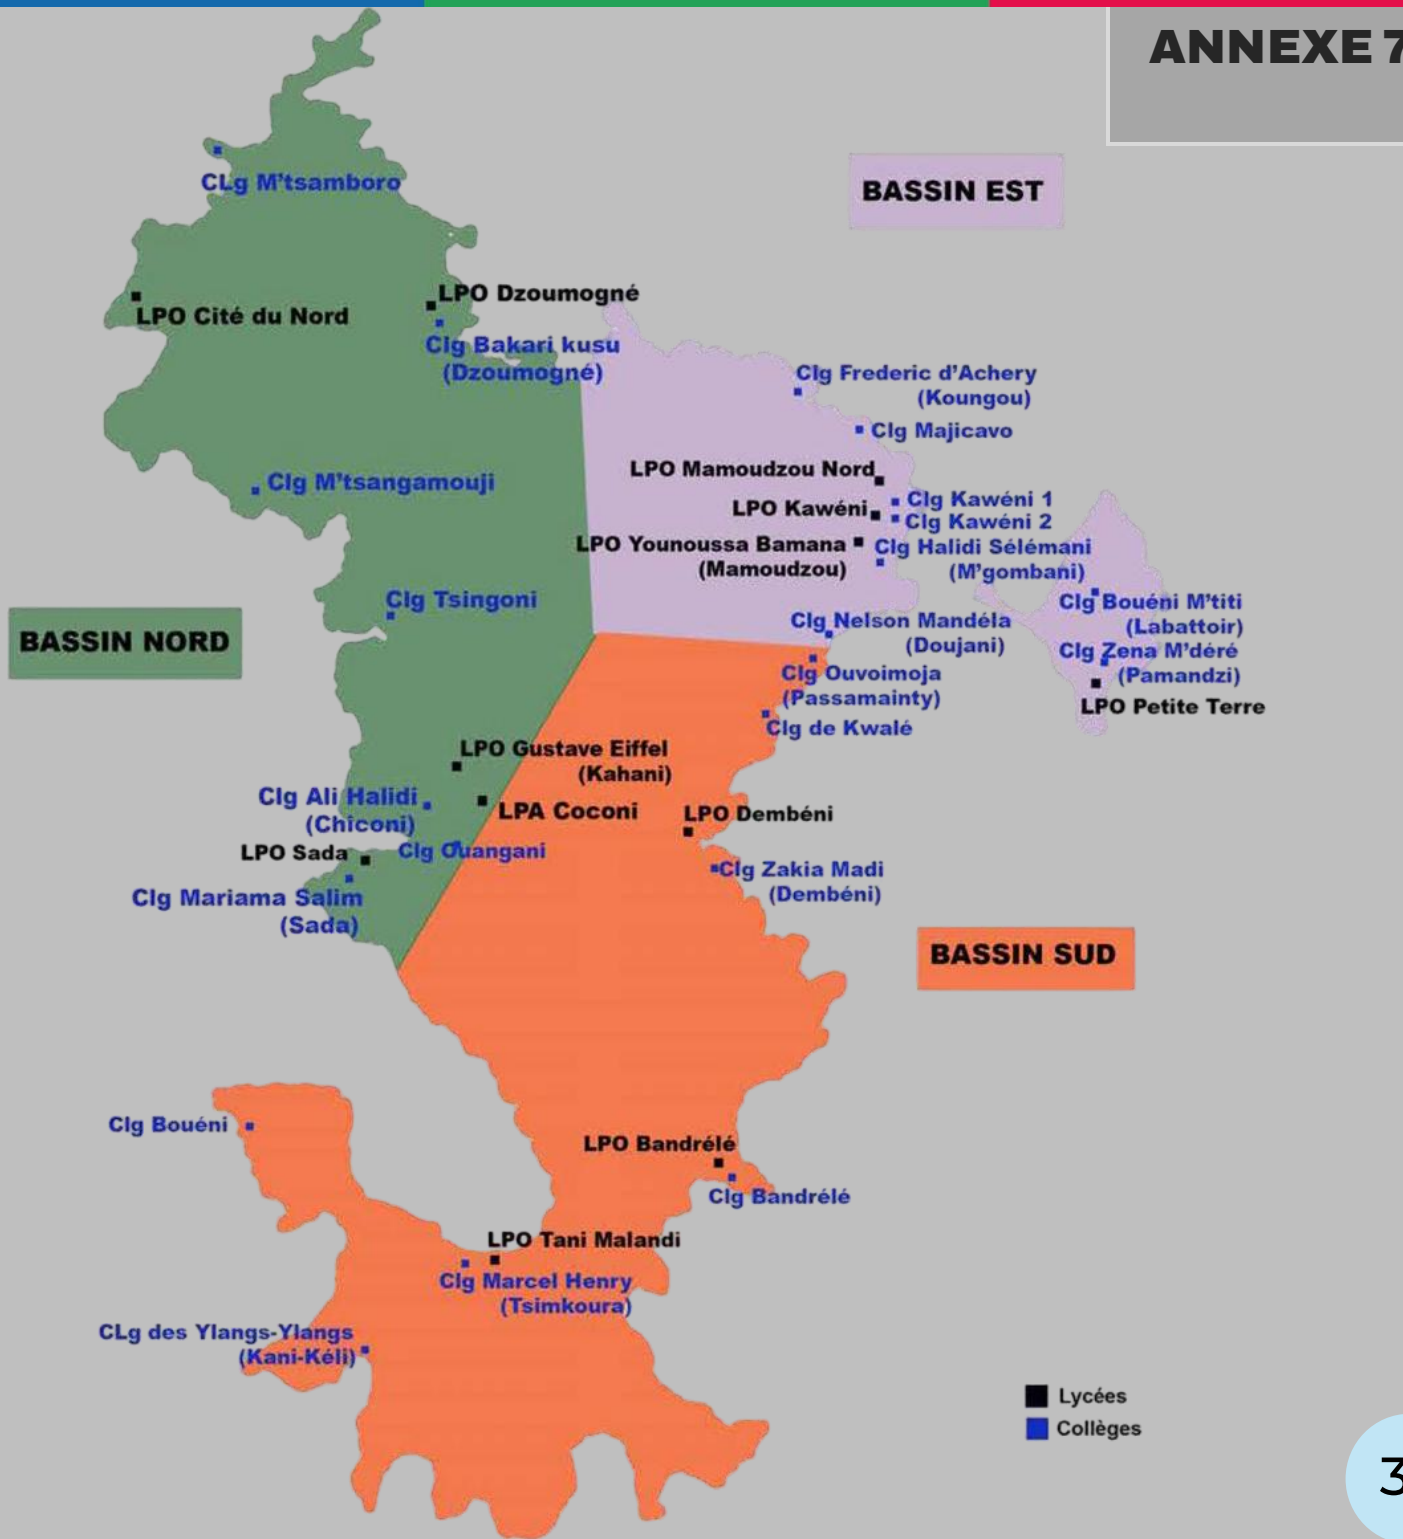 ANNEXE 7
BASSIN EST
CLg M'tsamboro
LPO Dzoumogné
LPO Cité du Nord
Clg Bakari kusu
(Dzoumogné)
Clg Frederic d'Achery
(Koungou)
Clg Majicavo
LPO Mamoudzou Nord
Clg M'tsangamouji
Clg Kawéni 1
LPO Kawéni
Clg Kawéni 2
LPO Younoussa Bamana
(Mamoudzou)
Clg Halidi Sélémani
(M'gombani)
Clg Tsingoni
Clg Bouéni M'titi
(Labattoir)
BASSIN NORD
Clg Nelson Mandéla
(Doujani)
Clg Zena M'déré
(Pamandzi)
Clg Ouvoimoja
(Passamainty)
LPO Petite Terre
Clg de Kwalé
LPO Gustave Eiffel
(Kahani)
Clg Ali Halidi
(Chiconi)
LPA Coconi
LPO Dembéni
LPO Sada
Clg Ouangani
Clg Zakia Madi
(Dembéni)
Clg Mariama Salim
(Sada)
BASSIN SUD
Clg Bouéni
LPO Bandrélé
Clg Bandrélé
LPO Tani Malandi
Clg Marcel Henry
(Tsimkoura)
CLg des Ylangs-Ylangs
(Kani-Kéli)
Lycées
Collèges
3